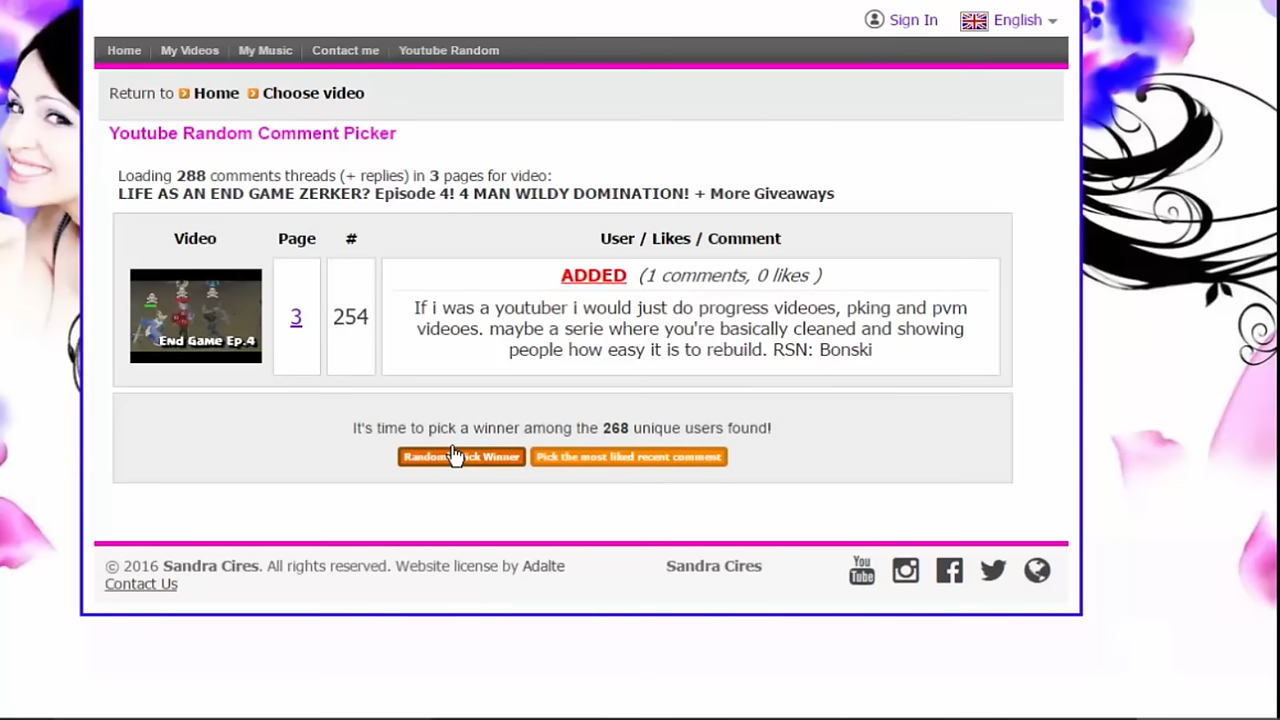 Sign In English
Home My Videos My Music Contact me Youtube Random
Return to Home Choose video
Youtube Random Comment Picker
Loading 288 comments threads (+ replies) in 3 pages for video:
LIFE AS AN END GAME ZERKER? Episode 4! 4 MAN WILDY DOMINATION! + More Giveaways
Video Page # User / Likes / Comment
ADDED (1 comments, 0 likes )
If i was a youtuber i would just do progress videoes, pking and pvm
videoes. maybe a serie where you're basically cleaned and showing
people how easy it is to rebuild. RSN: Bonski
3 254
End Game Ep.4
It's time to pick a winner among the 268 unique users found!
Winner Pick the most liked recent comment
© 2016 Sandra Cires. All rights reserved. Website license by Adalte
Contact Us
Sandra Cires
You
Tube